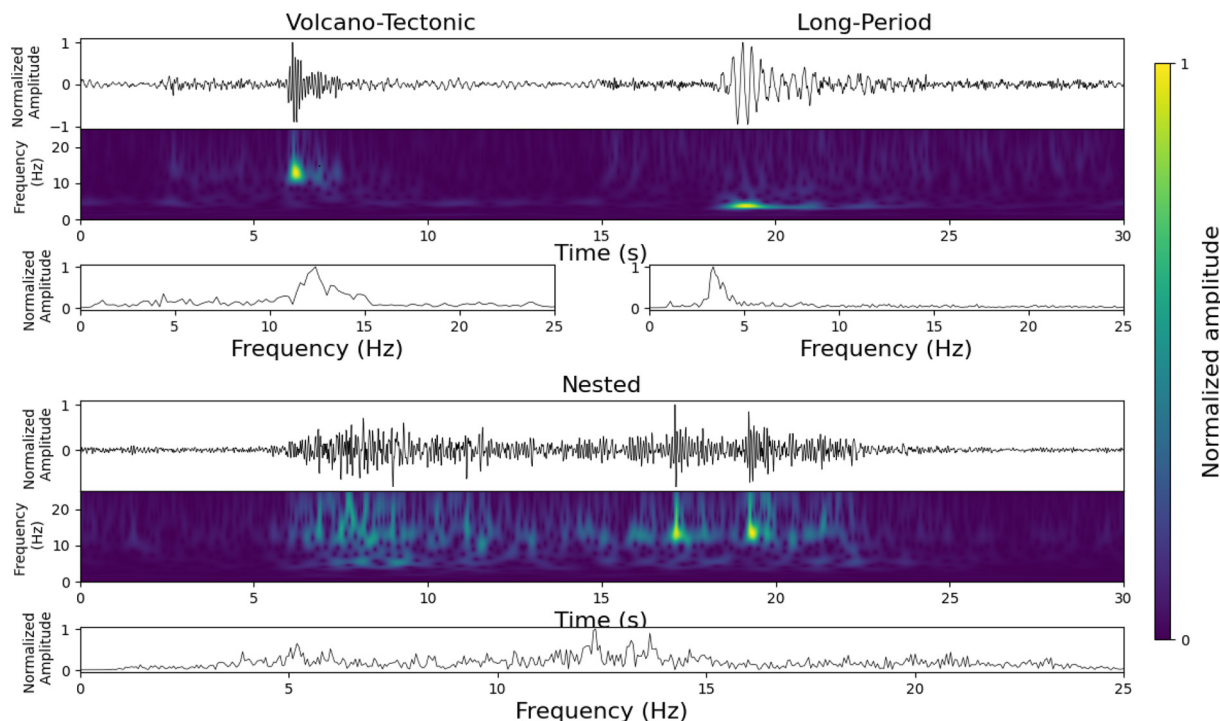 Volcano-Tectonic Long-Period
Normalized
Amplitude
1
0
−1
Frequency
(Hz)
20
10
0
0 5 10 15 20 25 30
Time (s)
Normalized
Amplitude
1
0
0 5 10 15 20 25
Frequency (Hz)
1
0
0 5 10 15 20 25
Frequency (Hz)
Nested
Normalized
Amplitude
1
0
Frequency
(Hz)
20
10
0
0 5 10 15 20 25 30
Time (s)
Normalized
Amplitude
1
0
0 5 10 15 20 25
Frequency (Hz)
1
0
Normalized amplitude